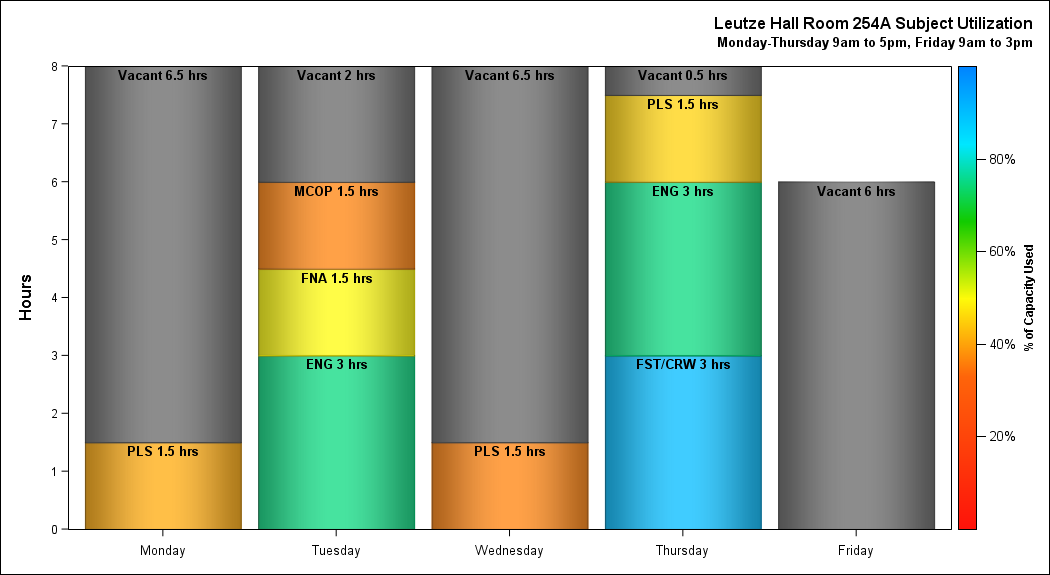 Leutze Hall Room 254A Subject Utilization
Monday-Thursday 9am to 5pm, Friday 9am to 3pm
Hours
8
7
6
5
4
3
2
1
0
Vacant 6.5 hrs
PLS 1.5 hrs
Monday
Vacant 2 hrs
MCOP 1.5 hrs
FNA 1.5 hrs
ENG 3 hrs
Tuesday
Vacant 6.5 hrs
PLS 1.5 hrs
Wednesday
Vacant 0.5 hrs
PLS 1.5 hrs
ENG 3 hrs
FST/CRW 3 hrs
Thursday
Vacant 6 hrs
Friday
80%
60%
40%
20%
% of Capacity Used